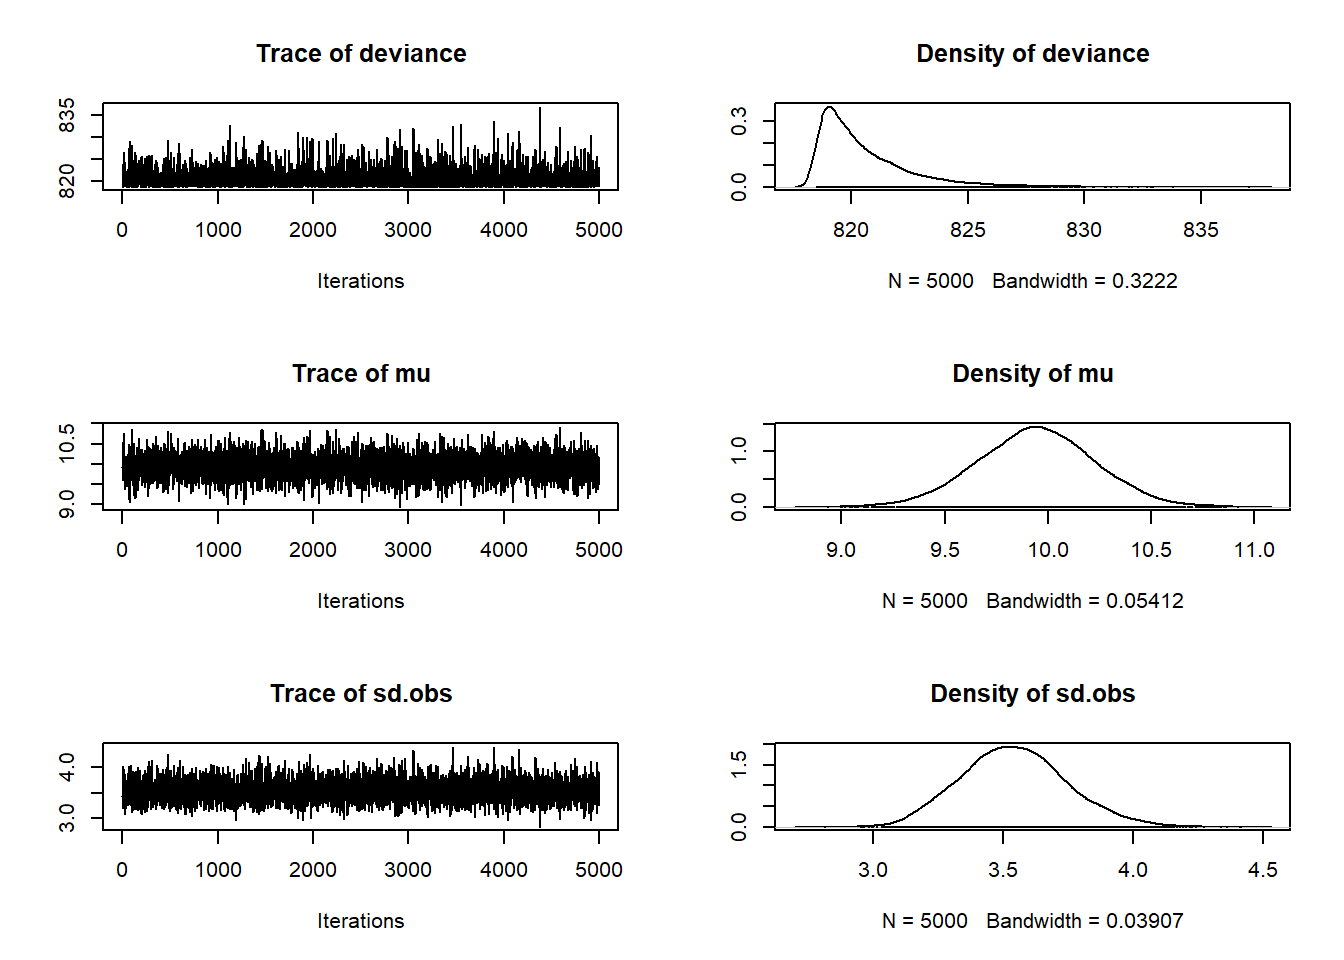 Trace of deviance
835
820
0 1000 2000 3000 4000 5000
Iterations
Density of deviance
0.3
0.0
820 825 830 835
N = 5000 Bandwidth = 0.3222
Trace of mu
10.5
9.0
0 1000 2000 3000 4000 5000
Iterations
Density of mu
1.0
0.0
9.0 9.5 10.0 10.5 11.0
N = 5000 Bandwidth = 0.05412
Trace of sd.obs
4.0
3.0
0 1000 2000 3000 4000 5000
Iterations
Density of sd.obs
1.5
0.0
3.0 3.5 4.0 4.5
N = 5000 Bandwidth = 0.03907